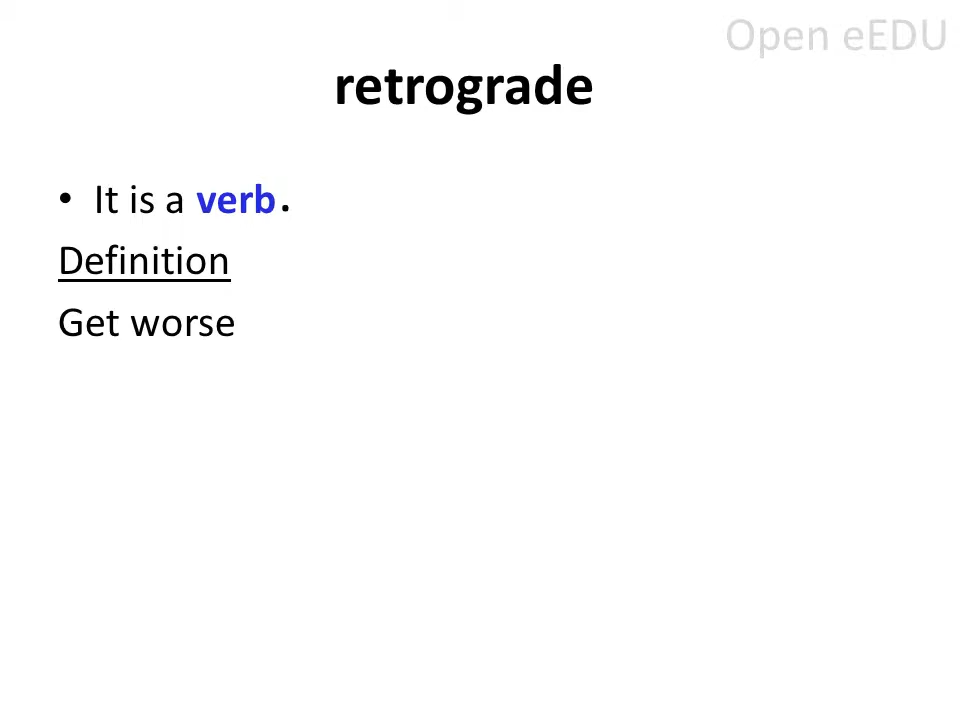 Open eEDU
retrograde
• It is a verb.
Definition
Get worse